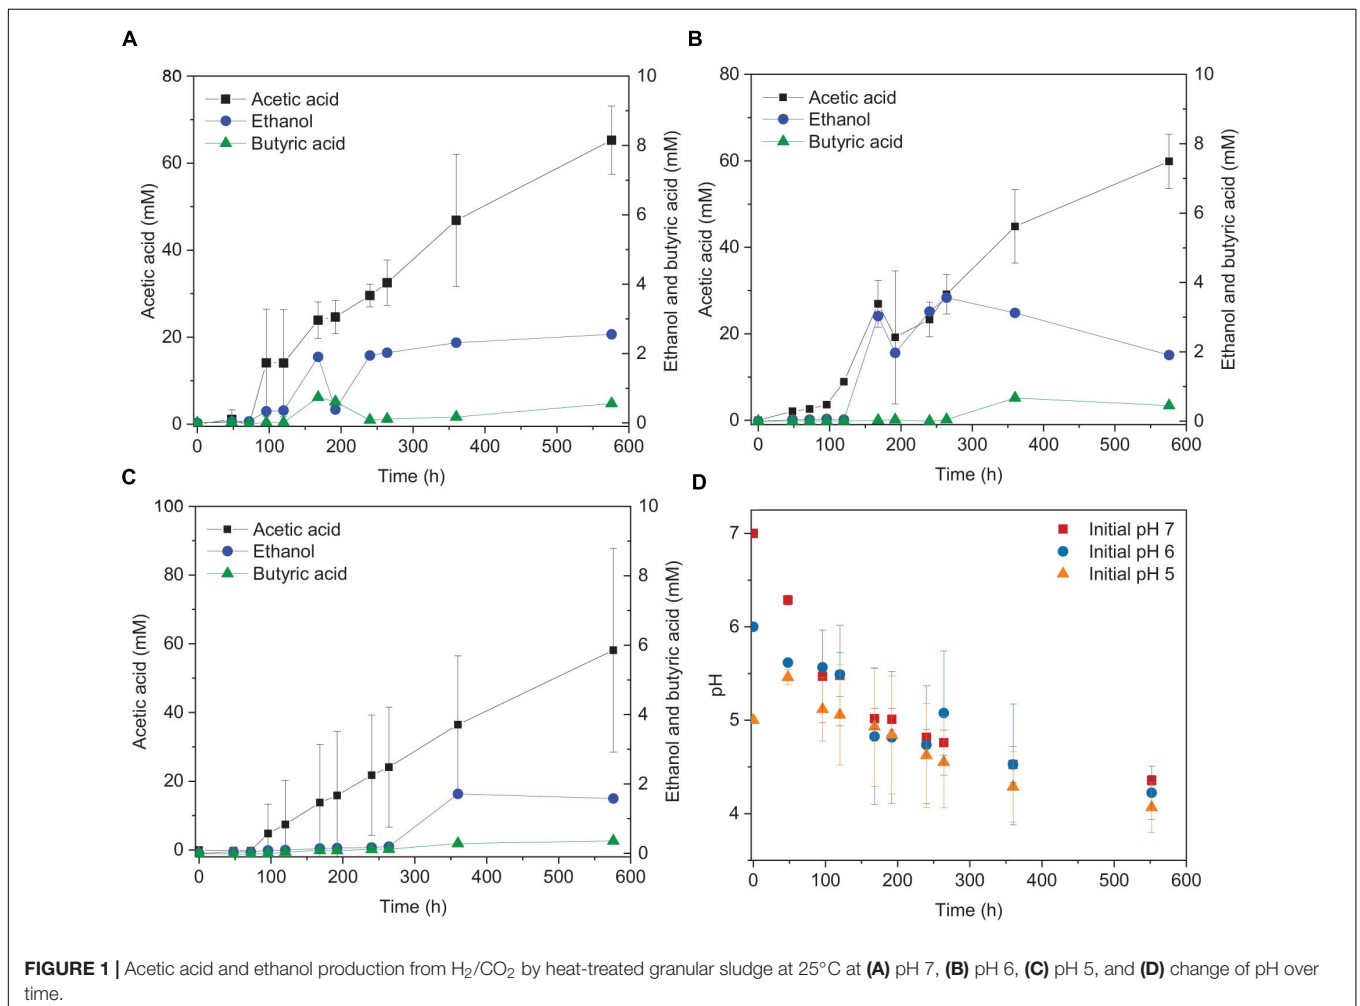 A
80
60
40
20
0
Acetic acid (mM)
Acetic acid
Ethanol
Butyric acid
10
8
6
4
2
0
Ethanol and butyric acid (mM)
0 100 200 300 400 500 600
Time (h)
B
80
60
40
20
0
Acetic acid (mM)
Acetic acid
Ethanol
Butyric acid
10
8
6
4
2
0
Ethanol and butyric acid (mM)
0 100 200 300 400 500 600
Time (h)
C
100
80
60
40
20
0
Acetic acid (mM)
Acetic acid
Ethanol
Butyric acid
10
8
6
4
2
0
Ethanol and butyric acid (mM)
0 100 200 300 400 500 600
Time (h)
D
7
6
5
4
pH
Initial pH 7
Initial pH 6
Initial pH 5
0 100 200 300 400 500 600
Time (h)
FIGURE 1 | Acetic acid and ethanol production from H₂/CO₂ by heat-treated granular sludge at 25°C at (A) pH 7, (B) pH 6, (C) pH 5, and (D) change of pH over
time.